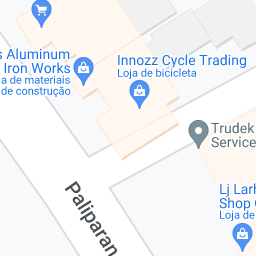 s Aluminum
Iron Works
a de materiais
de construção
Innozz Cycle Trading
Loja de bicicleta
Trudek
Service
Paliparan
Lj Larh
Shop
Loja de